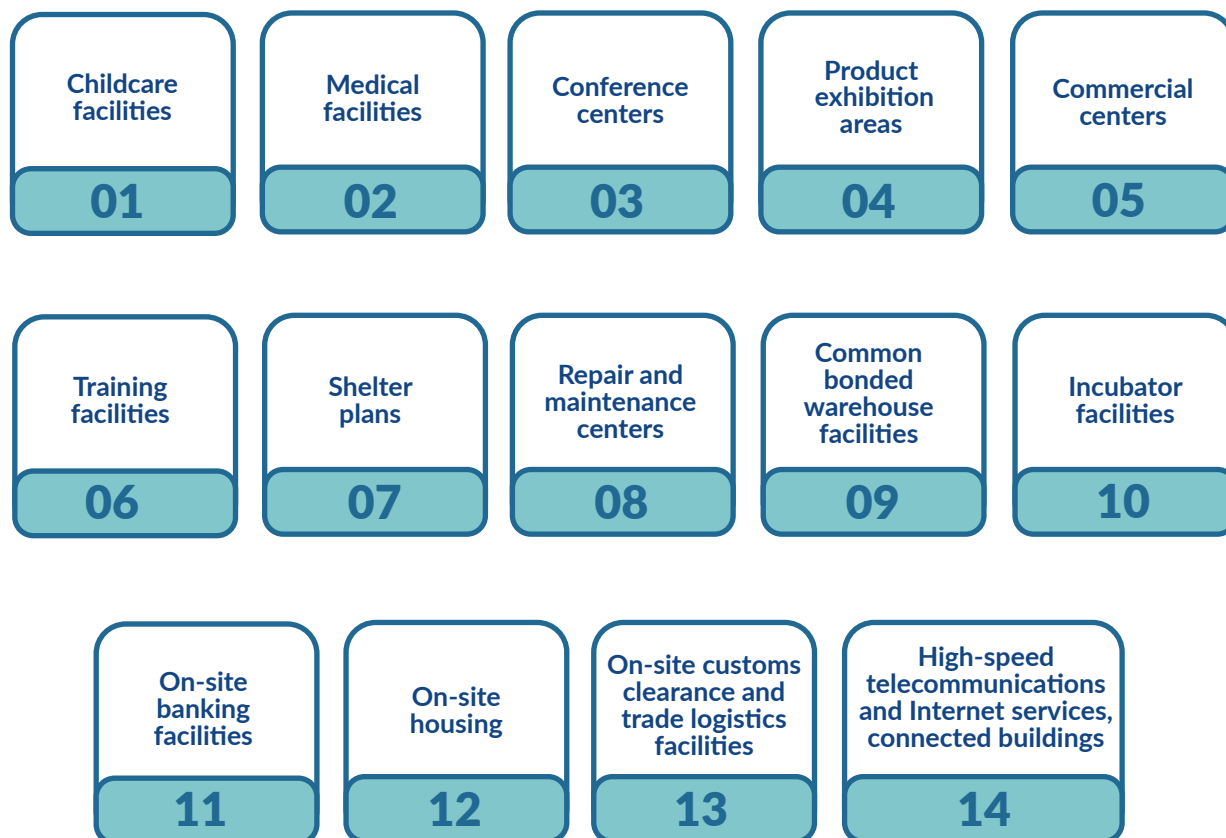 Childcare
facilities
01
Medical
facilities
02
Conference
centers
03
Product
exhibition
areas
04
Commercial
centers
05
Training
facilities
06
Shelter
plans
07
Repair and
maintenance
centers
08
Common
bonded
warehouse
facilities
09
Incubator
facilities
10
On-site
banking
facilities
11
On-site
housing
12
On-site customs
clearance and
trade logistics
facilities
13
High-speed
telecommunications
and Internet services,
connected buildings
14